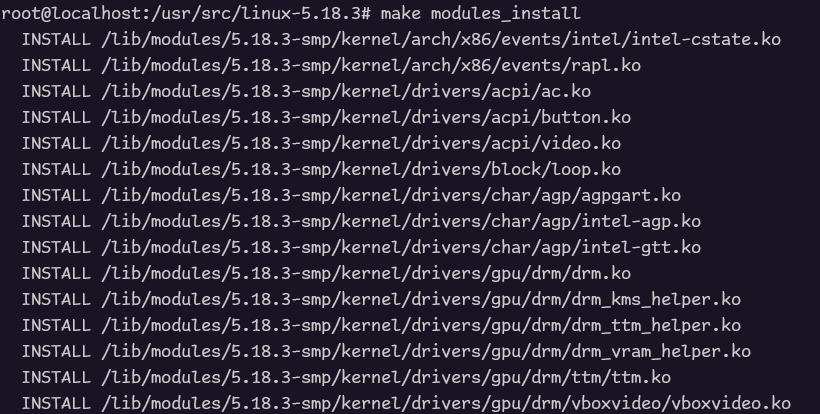 root@localhost:/usr/src/linux-5.18.3# make modules_install
INSTALL /lib/modules/5.18.3-smp/kernel/arch/x86/events/intel/intel-cstate.ko
INSTALL /lib/modules/5.18.3-smp/kernel/arch/x86/events/rapl.ko
INSTALL /lib/modules/5.18.3-smp/kernel/drivers/acpi/ac.ko
INSTALL /lib/modules/5.18.3-smp/kernel/drivers/acpi/button.ko
INSTALL /lib/modules/5.18.3-smp/kernel/drivers/acpi/video.ko
INSTALL /lib/modules/5.18.3-smp/kernel/drivers/block/loop.ko
INSTALL /lib/modules/5.18.3-smp/kernel/drivers/char/agp/agpgart.ko
INSTALL /lib/modules/5.18.3-smp/kernel/drivers/char/agp/intel-agp.ko
INSTALL /lib/modules/5.18.3-smp/kernel/drivers/char/agp/intel-gtt.ko
INSTALL /lib/modules/5.18.3-smp/kernel/drivers/gpu/drm/drm.ko
INSTALL /lib/modules/5.18.3-smp/kernel/drivers/gpu/drm/drm_kms_helper.ko
INSTALL /lib/modules/5.18.3-smp/kernel/drivers/gpu/drm/drm_ttm_helper.ko
INSTALL /lib/modules/5.18.3-smp/kernel/drivers/gpu/drm/drm_vram_helper.ko
INSTALL /lib/modules/5.18.3-smp/kernel/drivers/gpu/drm/ttm/ttm.ko
INSTALL /lib/modules/5.18.3-smp/kernel/drivers/gpu/drm/vboxvideo/vboxvideo.ko